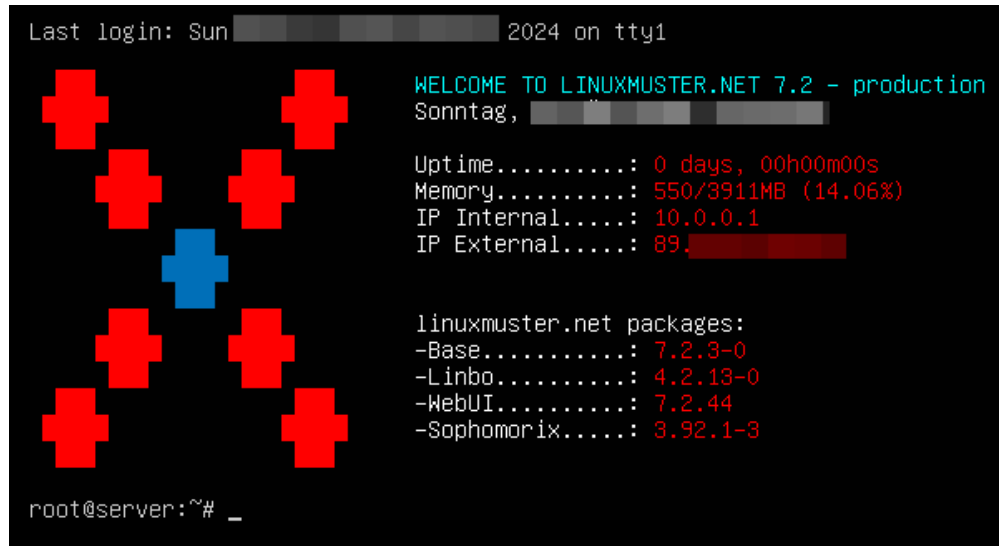 Last login: Sun 2024 on tty1
WELCOME TO LINUXMUSTER.NET 7.2 - production
Sonntag,
Uptime...........: 0 days, 00h00m00s
Memory...........: 550/3911MB (14.06%)
IP Internal.....: 10.0.0.1
IP External.....: 89.
linuxmuster.net packages:
-Base...........: 7.2.3-0
-Linbo..........: 4.2.13-0
-WebUI..........: 7.2.44
-Sophomorix.....: 3.92.1-3
root@server:~# _